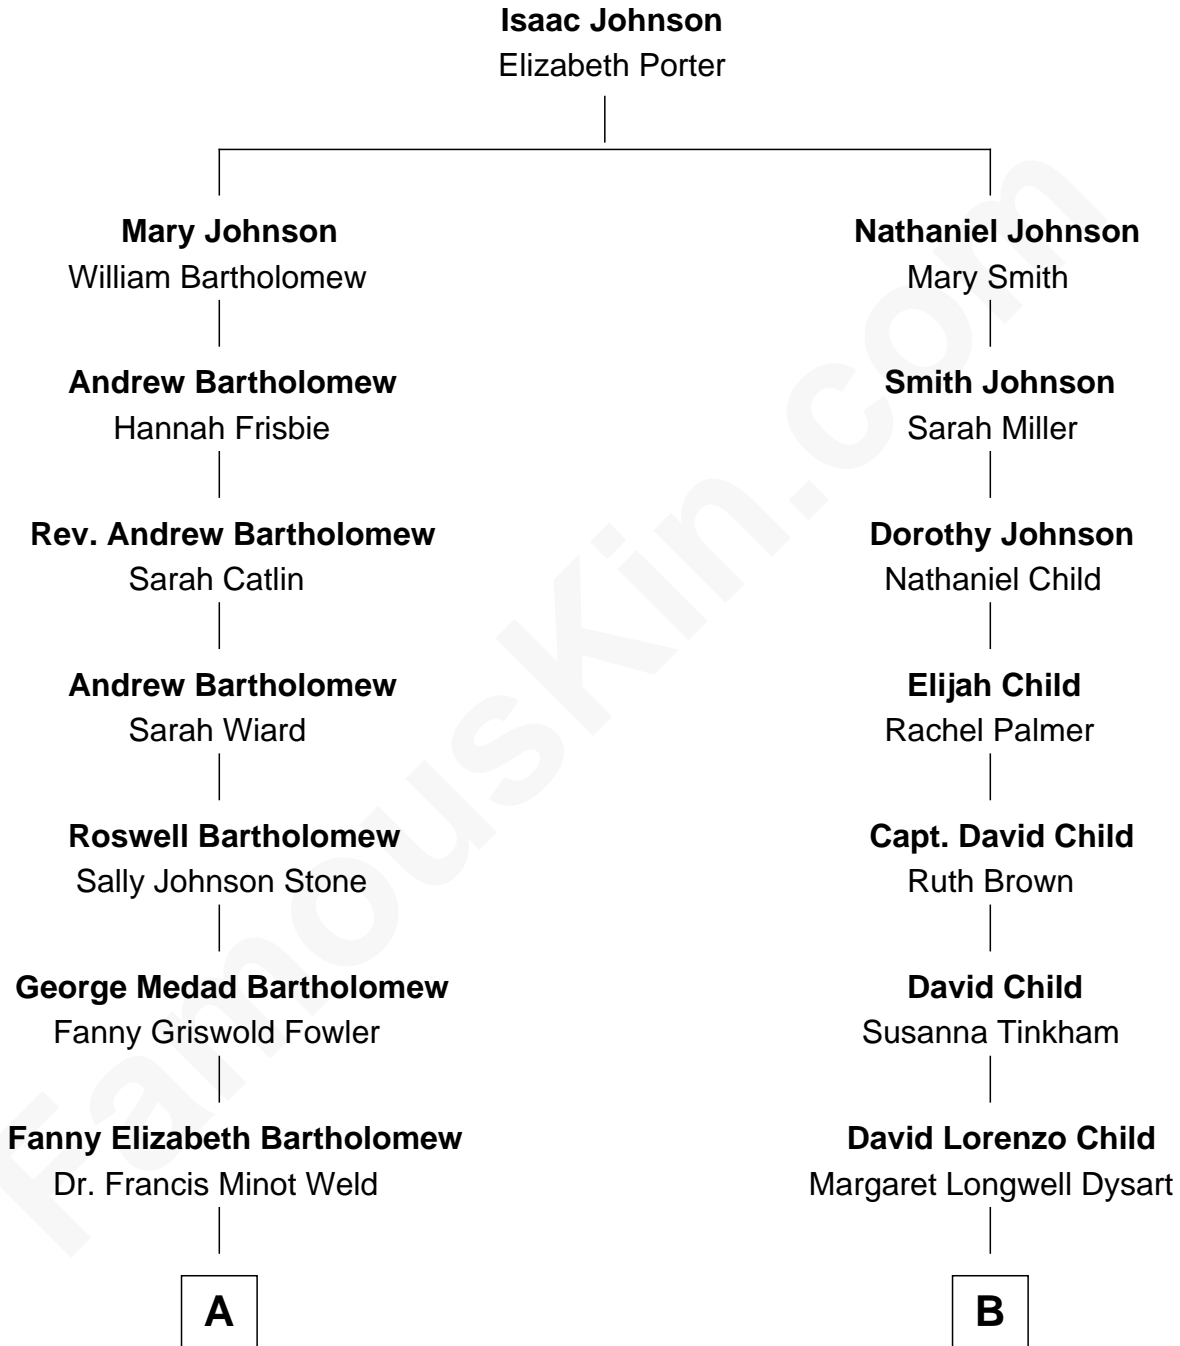 Isaac Johnson
Elizabeth Porter
Mary Johnson
William Bartholomew
Nathaniel Johnson
Mary Smith
Andrew Bartholomew
Hannah Frisbie
Smith Johnson
Sarah Miller
Rev. Andrew Bartholomew
Sarah Catlin
Dorothy Johnson
Nathaniel Child
Andrew Bartholomew
Sarah Wiard
Elijah Child
Rachel Palmer
Roswell Bartholomew
Sally Johnson Stone
Capt. David Child
Ruth Brown
George Medad Bartholomew
Fanny Griswold Fowler
David Child
Susanna Tinkham
Fanny Elizabeth Bartholomew
Dr. Francis Minot Weld
David Lorenzo Child
Margaret Longwell Dysart
A
B
FamousKin.com